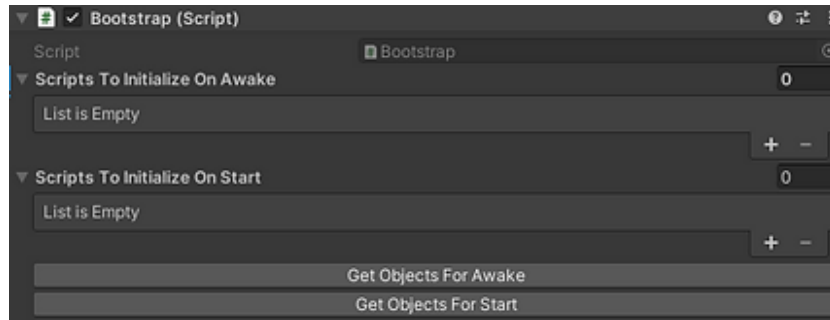 Bootstrap (Script)
Script Bootstrap
Scripts To Initialize On Awake 0
List is Empty
+ −
Scripts To Initialize On Start 0
List is Empty
+ −
Get Objects For Awake
Get Objects For Start